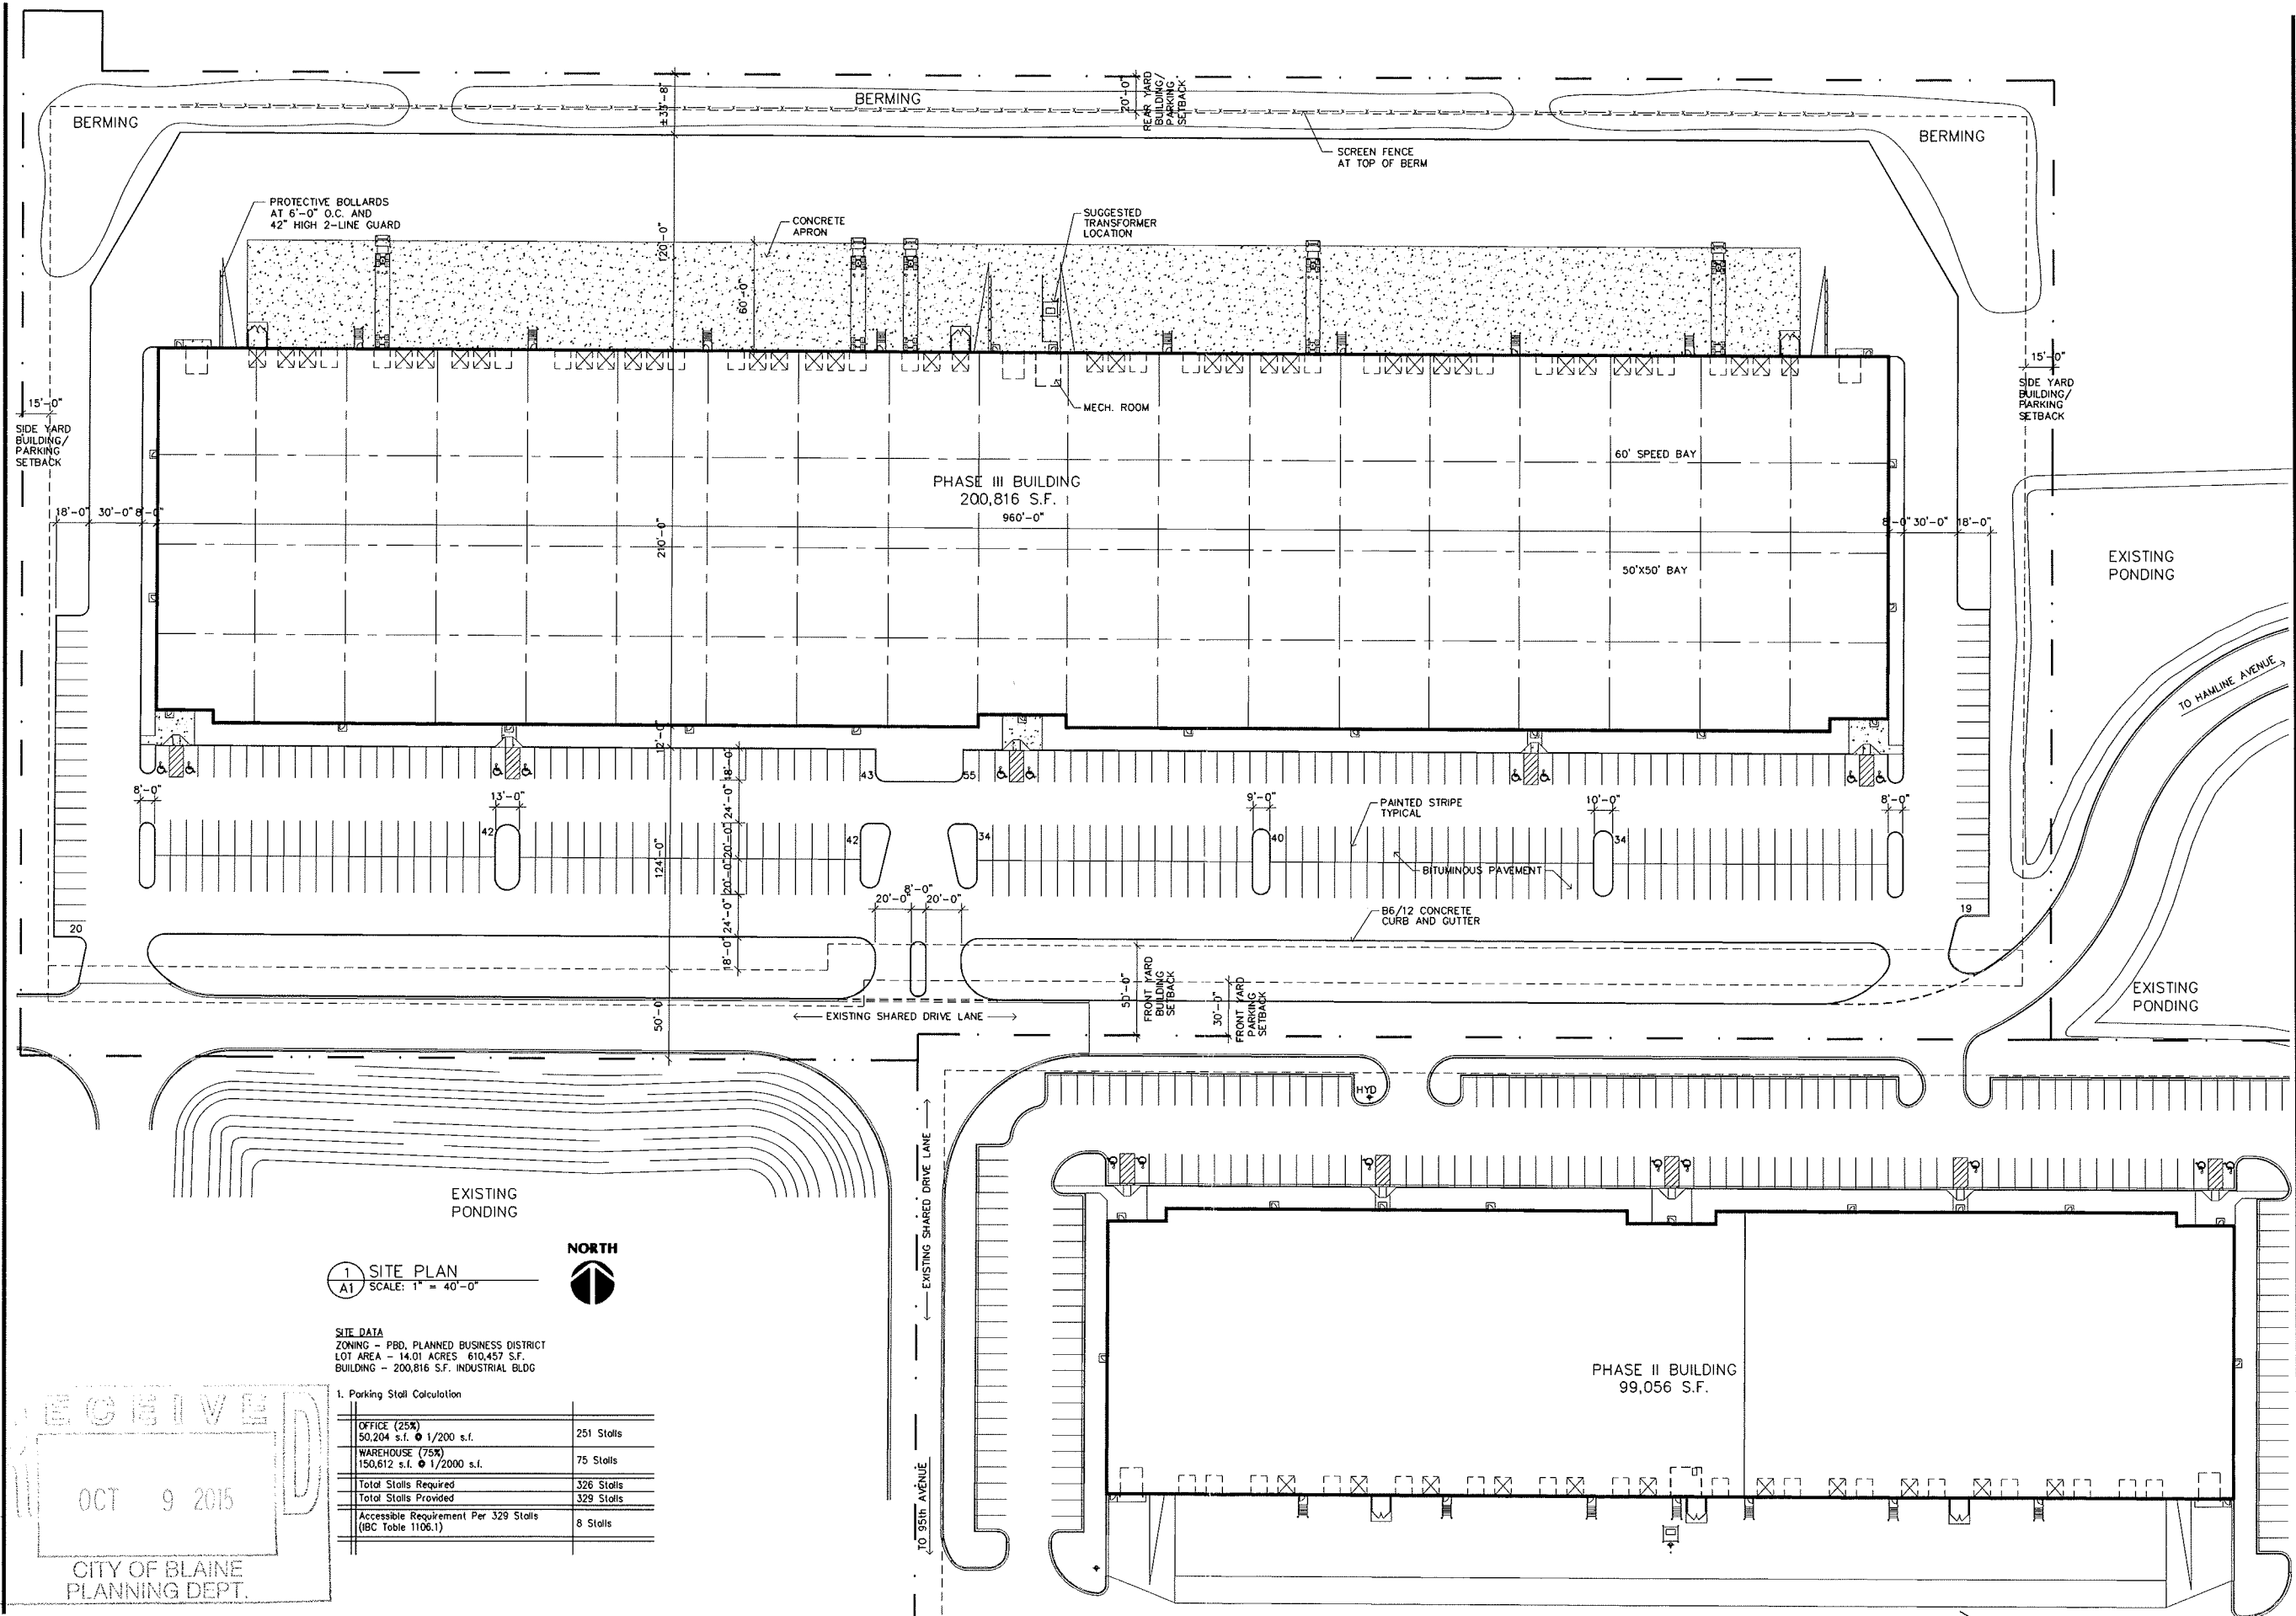 BERMING
BERMING
BERMING
±33'-8"
20'-0"
REAR YARD
BUILDING/
PARKING
SETBACK
SCREEN FENCE
AT TOP OF BERM
PROTECTIVE BOLLARDS
AT 6'-0" O.C. AND
42" HIGH 2-LINE GUARD
CONCRETE
APRON
SUGGESTED
TRANSFORMER
LOCATION
120'-0"
60'-0"
MECH. ROOM
15'-0"
SIDE YARD
BUILDING/
PARKING
SETBACK
15'-0"
SIDE YARD
BUILDING/
PARKING
SETBACK
60' SPEED BAY
PHASE III BUILDING
200,816 S.F.
960'-0"
18'-0" 30'-0" 8'-0"
8'-0" 30'-0" 18'-0"
210'-0"
50'X50' BAY
EXISTING
PONDING
TO HAMLINE AVENUE
12'-0"
18'-0"
43
55
8'-0"
13'-0"
24'-0"
9'-0"
PAINTED STRIPE
TYPICAL
10'-0"
8'-0"
42
42
34
40
34
20'-0"
124'-0"
20'-0"
BITUMINOUS PAVEMENT
20'-0"
8'-0"
20'-0"
B6/12 CONCRETE
CURB AND GUTTER
20
19
24'-0"
18'-0"
50'-0"
FRONT YARD
BUILDING
SETBACK
30'-0"
FRONT YARD
PARKING
SETBACK
EXISTING
PONDING
50'-0"
EXISTING SHARED DRIVE LANE
HYD
EXISTING SHARED DRIVE LANE
EXISTING
PONDING
NORTH
1
A1
SITE PLAN
SCALE: 1" = 40'-0"
SITE DATA
ZONING - PBD, PLANNED BUSINESS DISTRICT
LOT AREA - 14.01 ACRES 610,457 S.F.
BUILDING - 200,816 S.F. INDUSTRIAL BLDG
1. Parking Stall Calculation
OFFICE (25%)
50,204 s.f. @ 1/200 s.f. 251 Stalls
WAREHOUSE (75%)
150,612 s.f. @ 1/2000 s.f. 75 Stalls
Total Stalls Required 326 Stalls
Total Stalls Provided 329 Stalls
Accessible Requirement Per 329 Stalls
(IBC Table 1106.1) 8 Stalls
TO 95th AVENUE
PHASE II BUILDING
99,056 S.F.
ECEIVED
OCT 9 2015
CITY OF BLAINE
PLANNING DEPT.